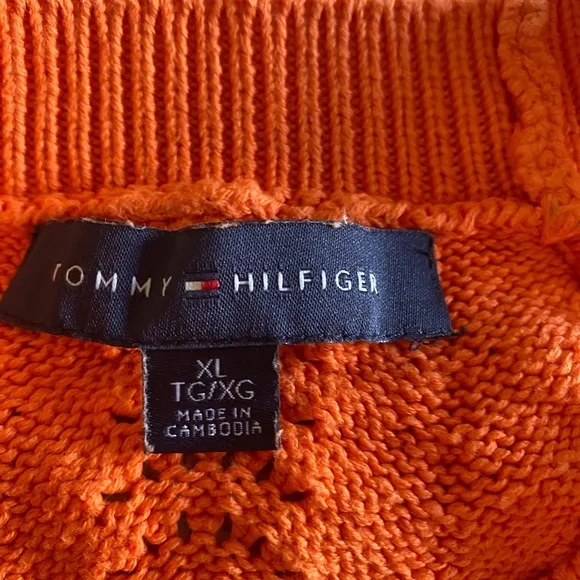 TOMMY HILFIGER
XL
TG/XG
MADE IN
CAMBODIA